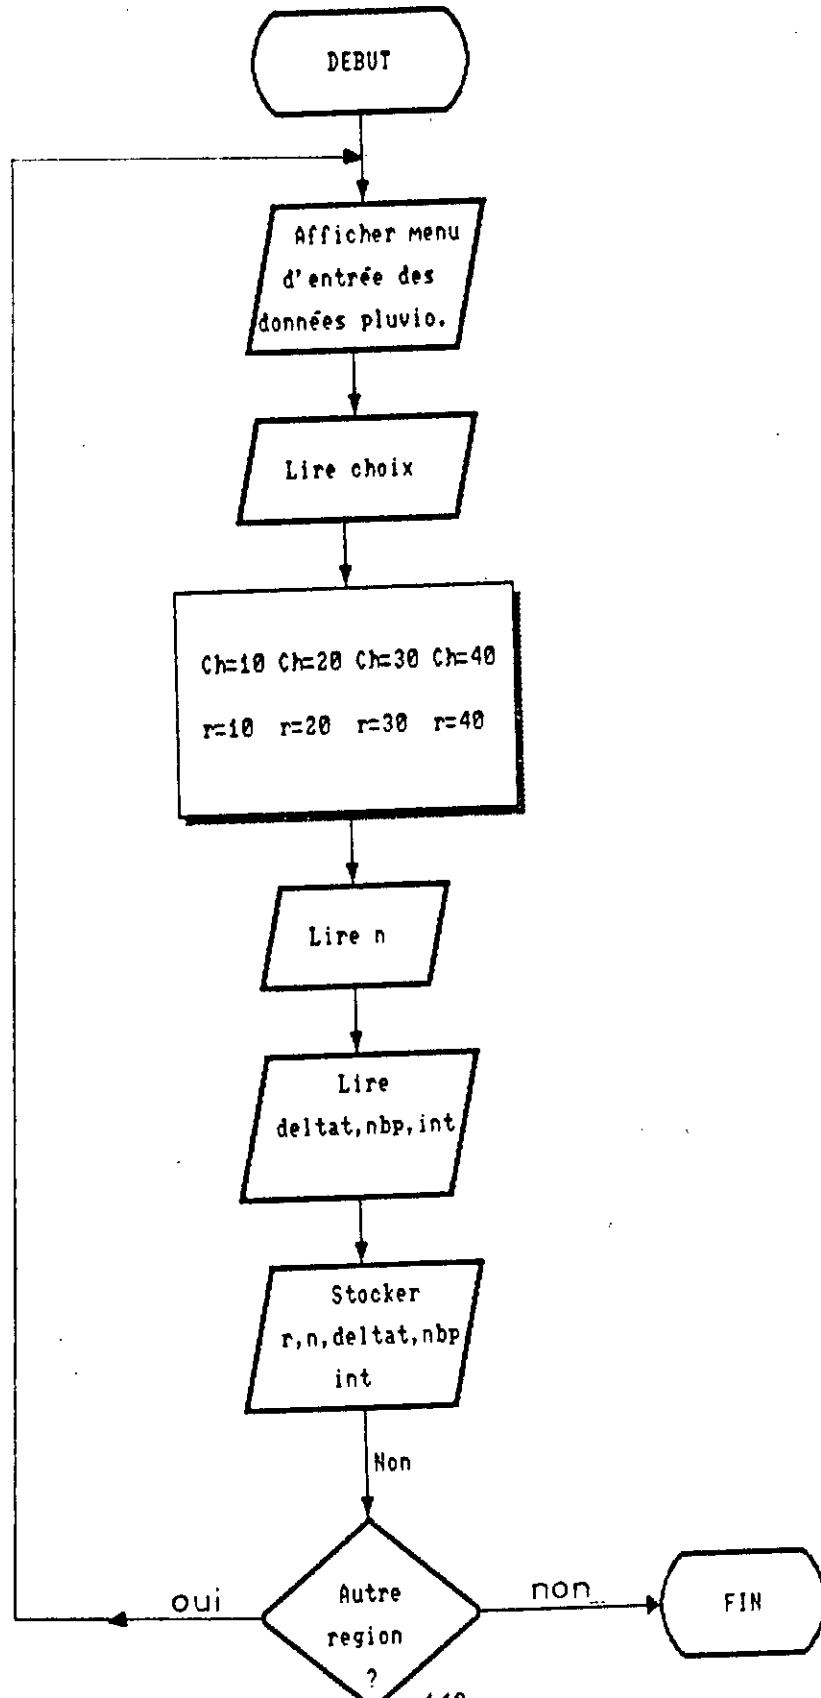 DEBUT
Afficher menu
d'entrée des
données pluvio.
Lire choix
Ch=10 Ch=20 Ch=30 Ch=40
r=10 r=20 r=30 r=40
Lire n
Lire
deltat,nbp,int
Stocker
r,n,deltat,nbp
int
Non
oui
Autre
region
?
non
FIN